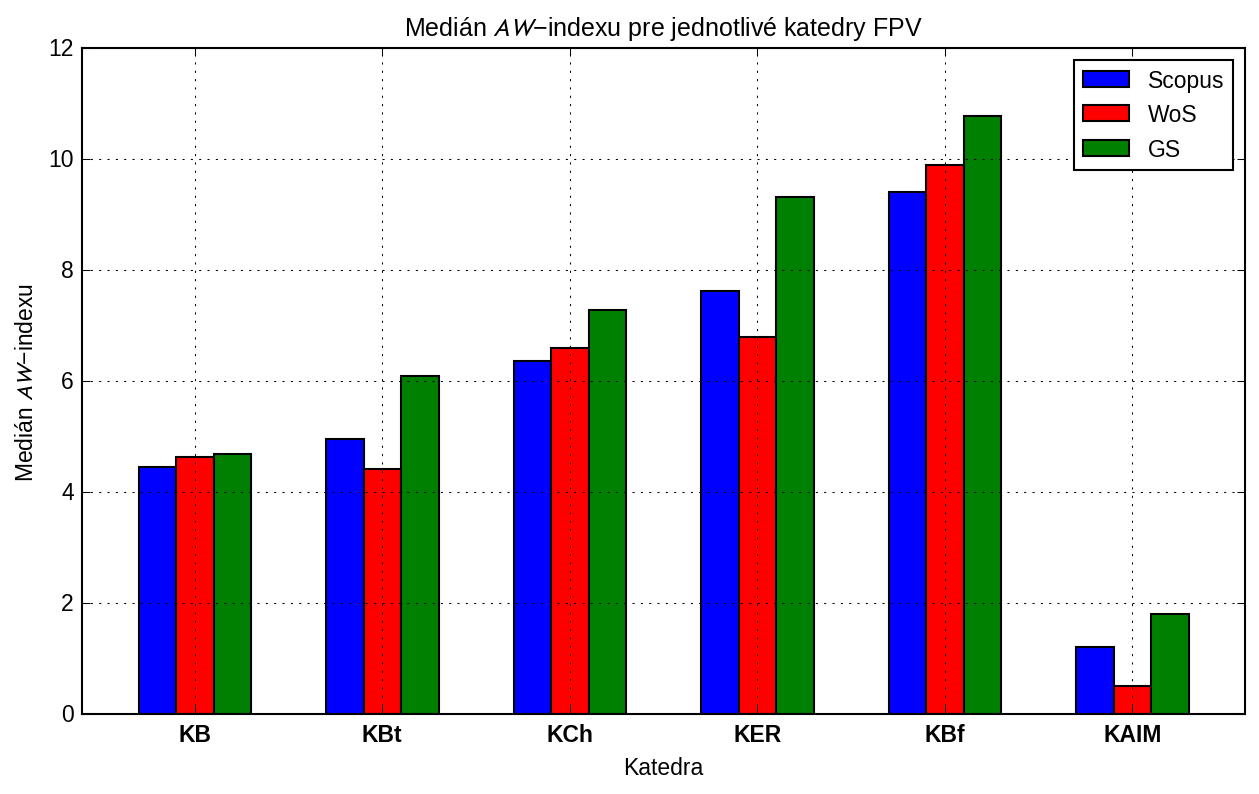 Medián AW−indexu pre jednotlivé katedry FPV
12
10
8
6
4
2
0
Medián AW−indexu
Scopus
WoS
GS
KB KBt KCh KER KBf KAIM
Katedra